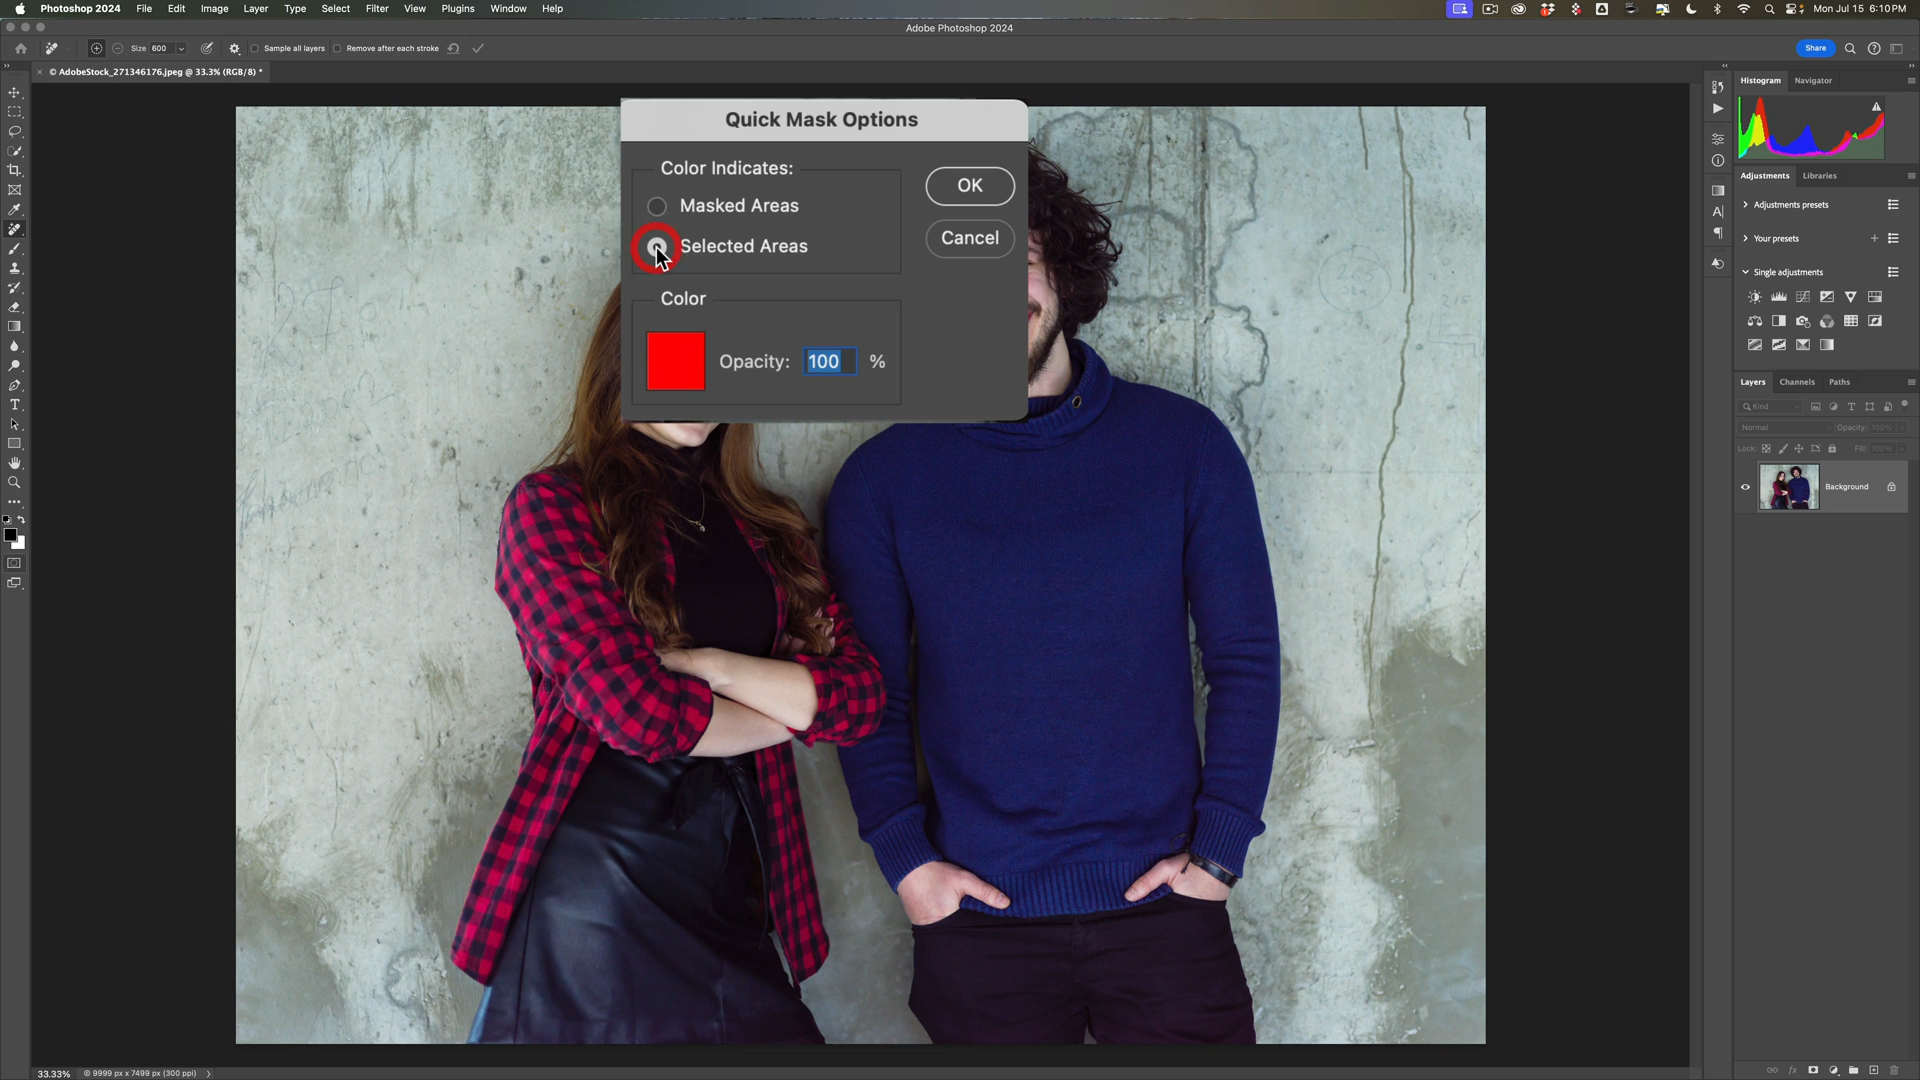 Photoshop 2024 File Edit Image Layer Type Select Filter View Plugins Window Help Mon Jul 15 6:10 PM
Adobe Photoshop 2024
Size 600 Sample all layers Remove after each stroke Share
© AdobeStock_271346176.jpeg @ 33.3% (RGB/8) *
Histogram Navigator
Quick Mask Options
Color Indicates:
Masked Areas
Selected Areas
OK
Cancel
Color
Opacity: 100 %
Adjustments Libraries
Adjustments presets
Your presets
Single adjustments
Layers Channels Paths
Kind
Normal Opacity: 100%
Lock: Fill: 100%
Background
33.33% © 9999 px x 7499 px (300 ppi)